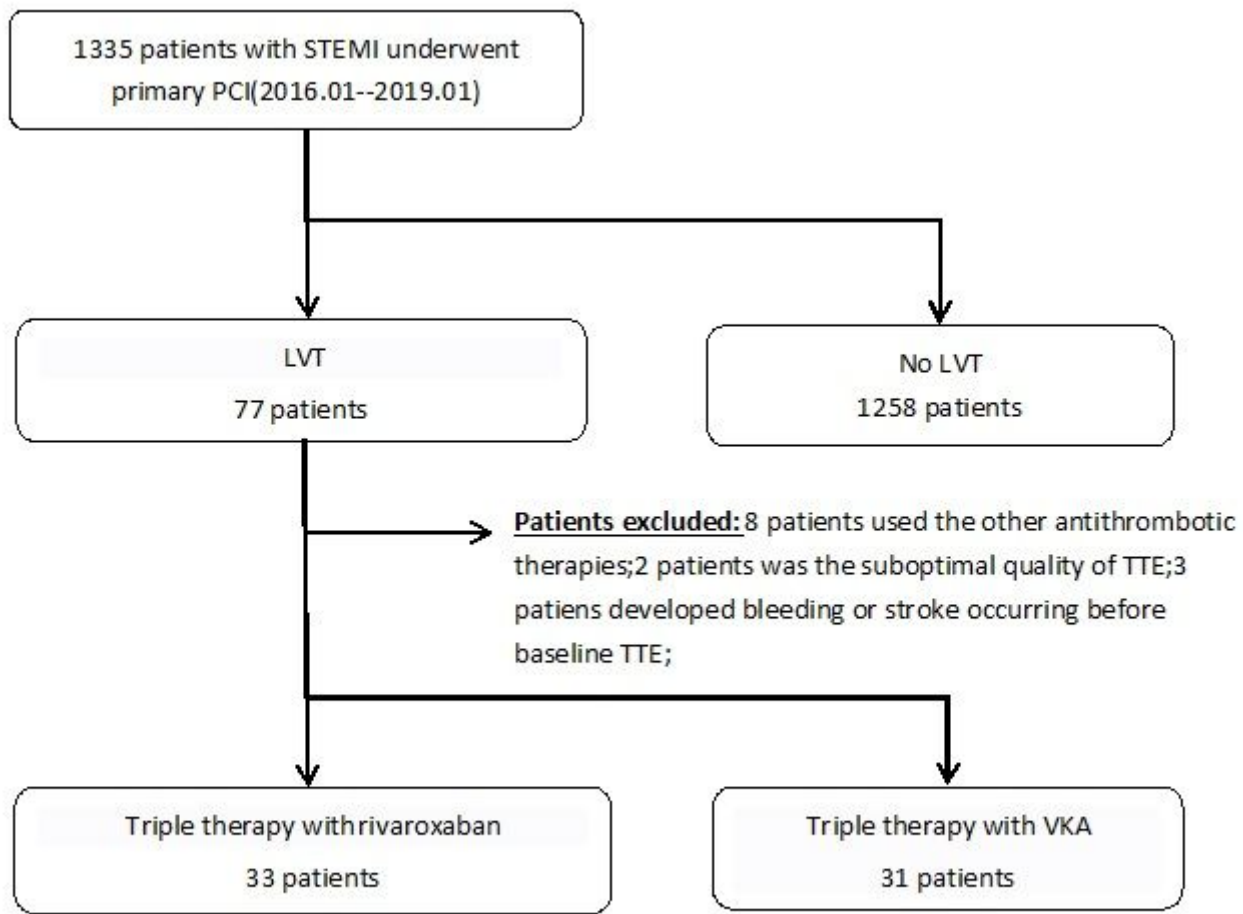 1335 patients with STEMI underwent
primary PCI(2016.01--2019.01)
LVT
77 patients
No LVT
1258 patients
Patients excluded: 8 patients used the other antithrombotic
therapies;2 patients was the suboptimal quality of TTE;3
patiens developed bleeding or stroke occurring before
baseline TTE;
Triple therapy with rivaroxaban
33 patients
Triple therapy with VKA
31 patients